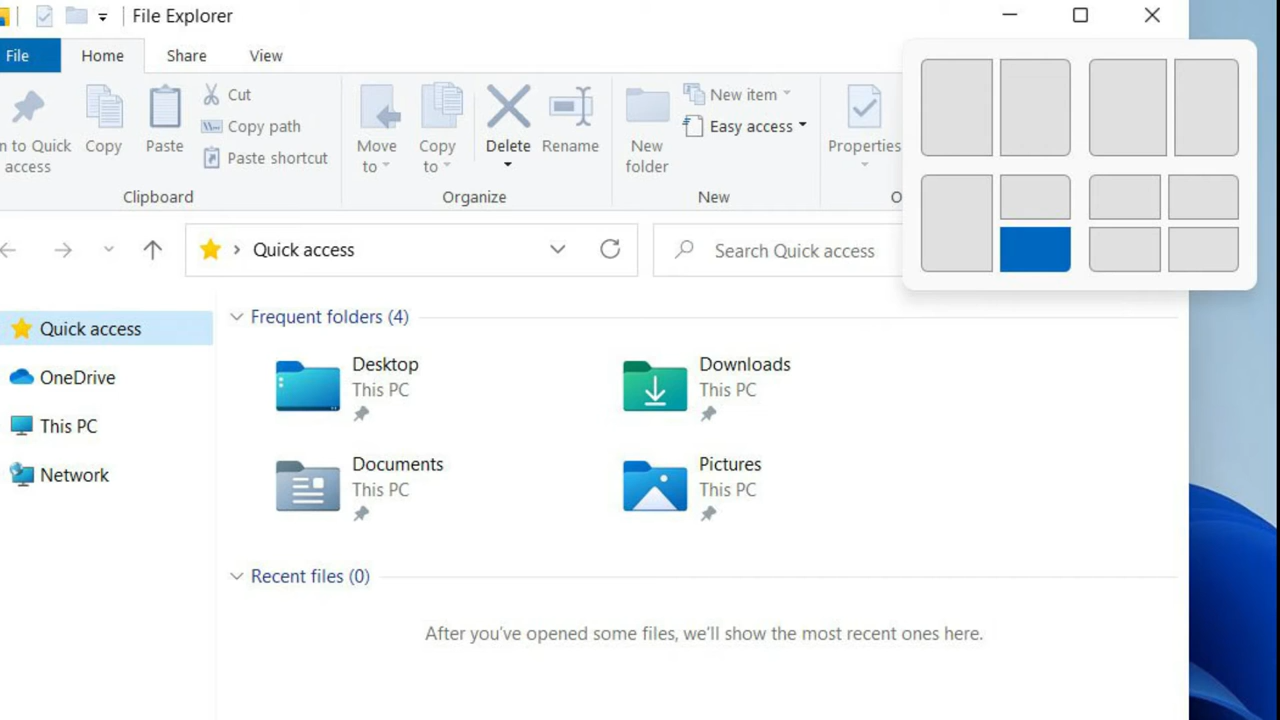 File Explorer
File
Home
Share
View
n to Quick
access
Copy
Paste
Cut
Copy path
Paste shortcut
Clipboard
Move
to
Copy
to
Delete
Rename
Organize
New
folder
New item
Easy access
New
Properties
O
Quick access
Search Quick access
Quick access
OneDrive
This PC
Network
Frequent folders (4)
Desktop
This PC
Downloads
This PC
Documents
This PC
Pictures
This PC
Recent files (0)
After you've opened some files, we'll show the most recent ones here.